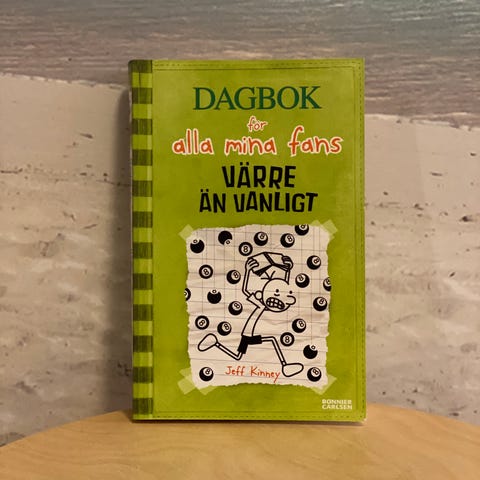 DAGBOK
för
alla mina fans
VÄRRE
ÄN VANLIGT
Jeff Kinney
BONNIER
CARLSEN